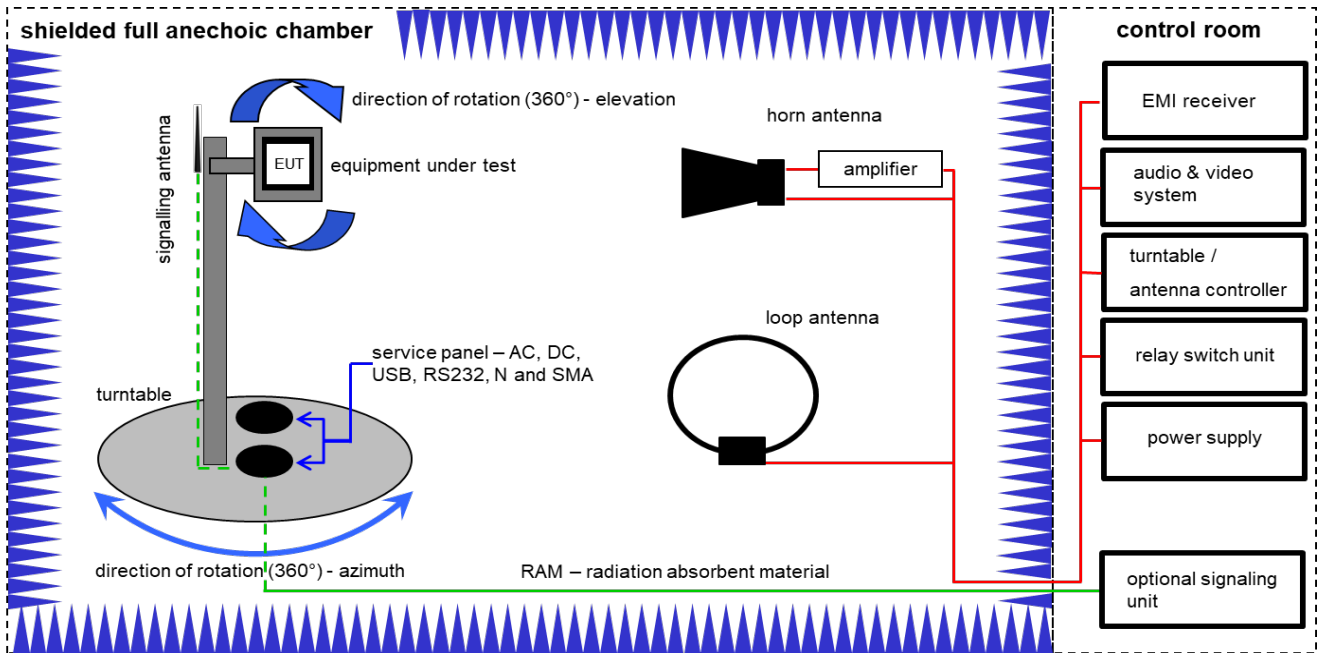 shielded full anechoic chamber
control room
direction of rotation (360°) - elevation
signalling antenna
EUT
equipment under test
horn antenna
amplifier
loop antenna
service panel – AC, DC,
USB, RS232, N and SMA
turntable
direction of rotation (360°) - azimuth
RAM – radiation absorbent material
EMI receiver
audio & video
system
turntable /
antenna controller
relay switch unit
power supply
optional signaling
unit